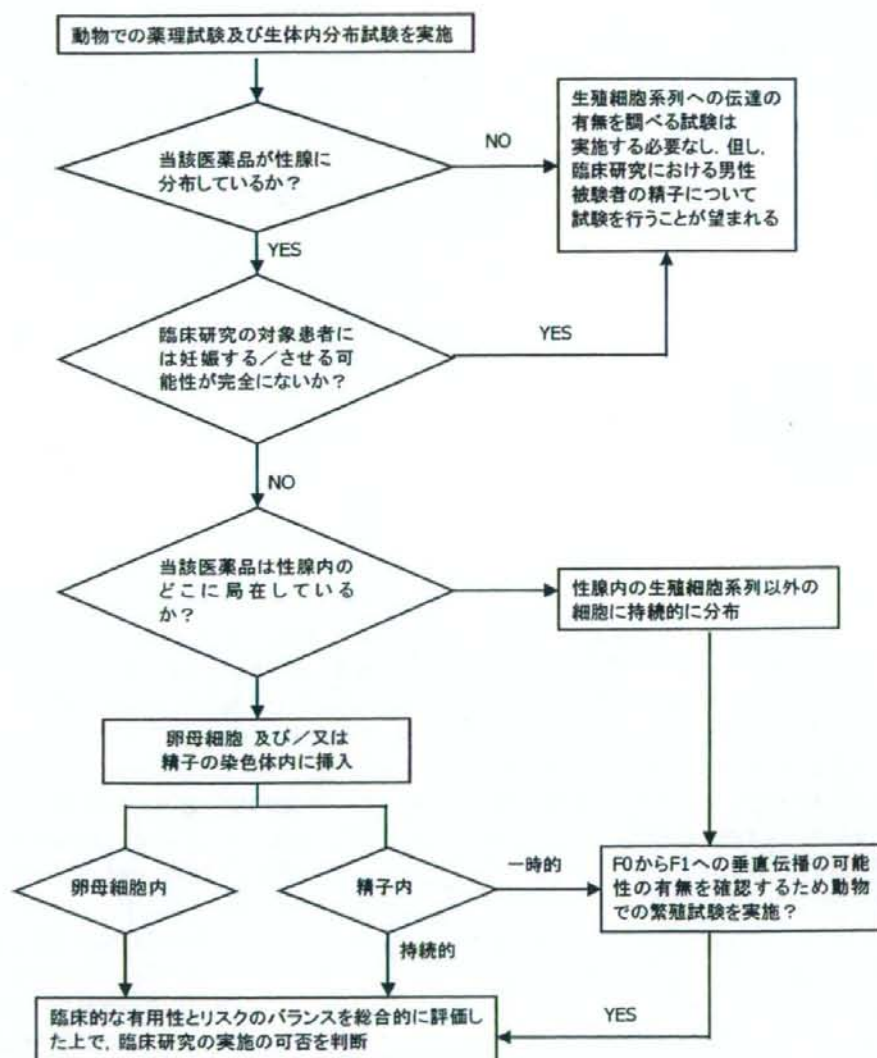 動物での薬理試験及び生体内分布試験を実施
当該医薬品が性腺に
分布しているか？
NO
生殖細胞系列への伝達の
有無を調べる試験は
実施する必要なし．但し，
臨床研究における男性
被験者の精子について
試験を行うことが望まれる
YES
臨床研究の対象患者に
は妊娠する／させる可
能性が完全にないか？
YES
NO
当該医薬品は性腺内の
どこに局在している
か？
性腺内の生殖細胞系列以外の
細胞に持続的に分布
卵母細胞 及び／又は
精子の染色体内に挿入
卵母細胞内
精子内
一時的
F0からF1への垂直伝播の可能
性の有無を確認するため動物
での繁殖試験を実施？
持続的
YES
臨床的な有用性とリスクのバランスを総合的に評価し
た上で，臨床研究の実施の可否を判断